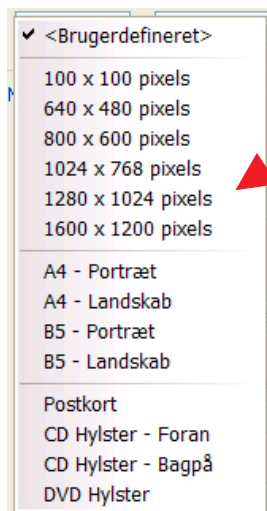 <Brugerdefineret>
100 x 100 pixels
640 x 480 pixels
800 x 600 pixels
1024 x 768 pixels
1280 x 1024 pixels
1600 x 1200 pixels
A4 - Portræt
A4 - Landskab
B5 - Portræt
B5 - Landskab
Postkort
CD Hylster - Foran
CD Hylster - Bagpå
DVD Hylster